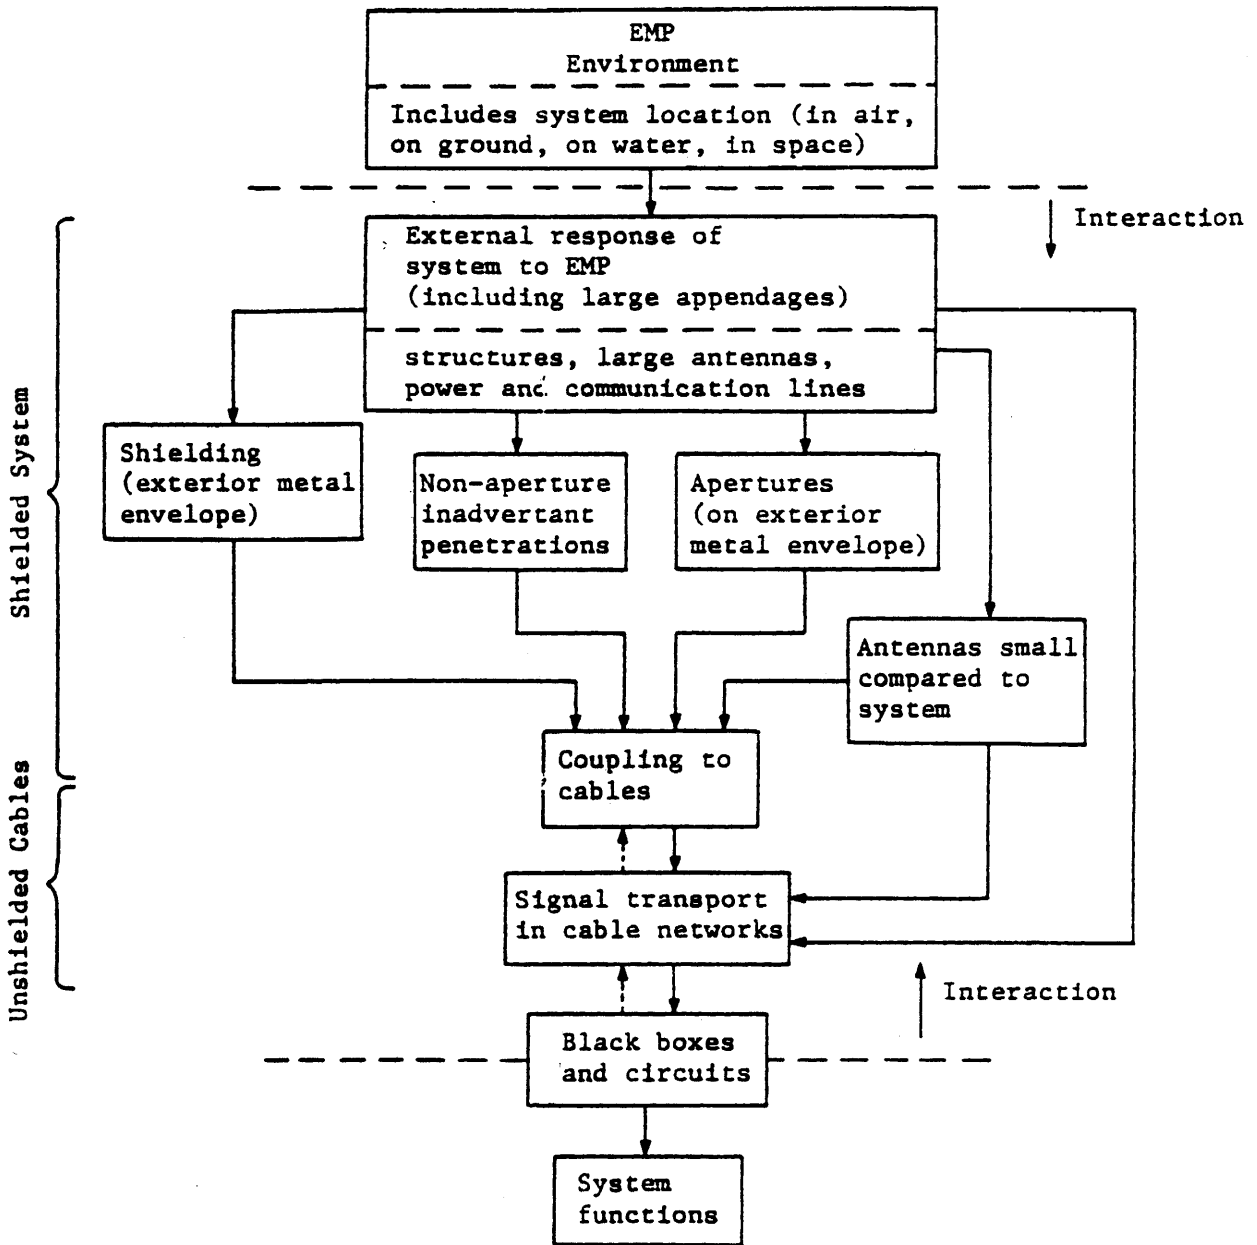 EMP
Environment
Includes system location (in air,
on ground, on water, in space)
Interaction
External response of
system to EMP
(including large appendages)
structures, large antennas,
power and communication lines
Shielded System
Shielding
(exterior metal
envelope)
Non-aperture
inadvertant
penetrations
Apertures
(on exterior
metal envelope)
Antennas small
compared to
system
Coupling to
cables
Unshielded Cables
Signal transport
in cable networks
Interaction
Black boxes
and circuits
System
functions